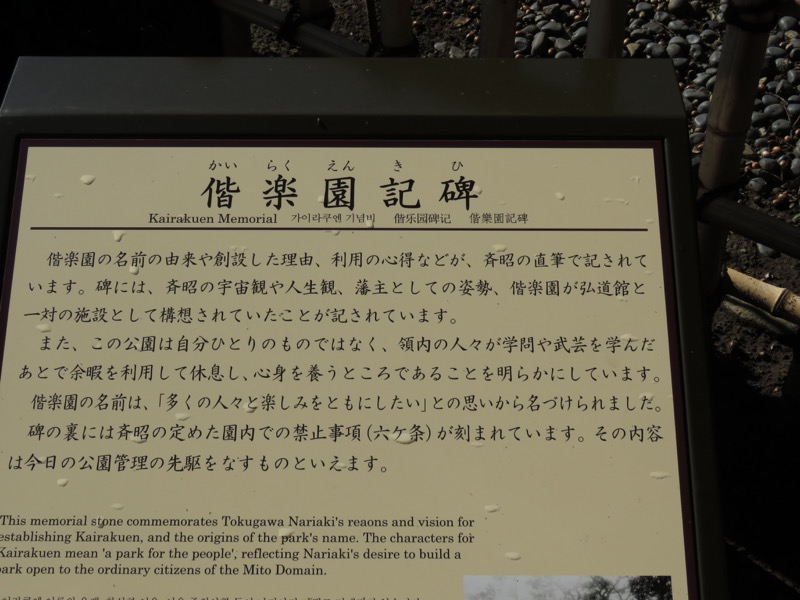 かい らく えん き ひ
偕楽園記碑
Kairakuen Memorial 가이라쿠엔 기념비 偕乐园碑记 偕樂園記碑
偕楽園の名前の由来や創設した理由、利用の心得などが、斉昭の直筆で記されて
います。碑には、斉昭の宇宙観や人生観、藩主としての姿勢、偕楽園が弘道館と
一対の施設として構想されていたことが記されています。
また、この公園は自分ひとりのものではなく、領内の人々が学問や武芸を学んだ
あとで余暇を利用して休息し、心身を養うところであることを明らかにしています。
偕楽園の名前は、「多くの人々と楽しみをともにしたい」との思いから名づけられました。
碑の裏には斉昭の定めた園内での禁止事項(六ケ条)が刻まれています。その内容
は今日の公園管理の先駆をなすものといえます。
This memorial stone commemorates Tokugawa Nariaki's reaons and vision for
establishing Kairakuen, and the origins of the park's name. The characters for
Kairakuen mean 'a park for the people', reflecting Nariaki's desire to build a
park open to the ordinary citizens of the Mito Domain.